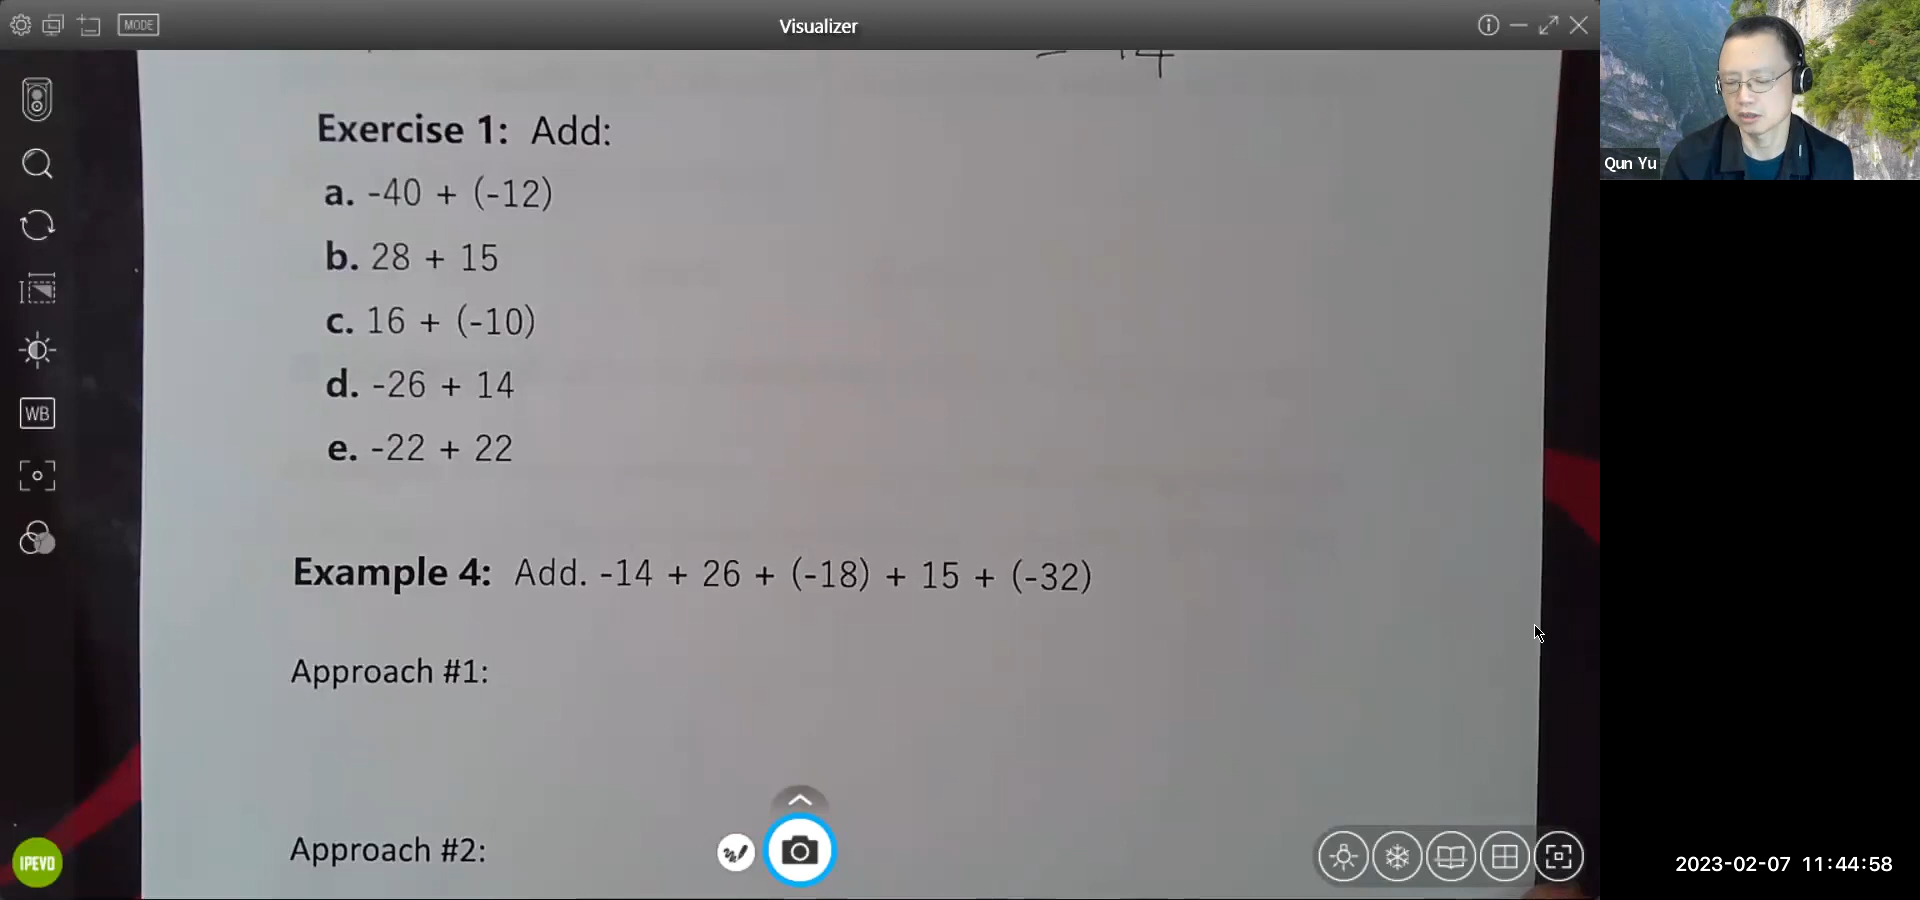 MODE
Visualizer
= 14
Exercise 1: Add:
a. -40 + (-12)
b. 28 + 15
c. 16 + (-10)
d. -26 + 14
e. -22 + 22
Example 4: Add. -14 + 26 + (-18) + 15 + (-32)
Approach #1:
Approach #2:
WB
IPEVO
Qun Yu
2023-02-07 11:44:58